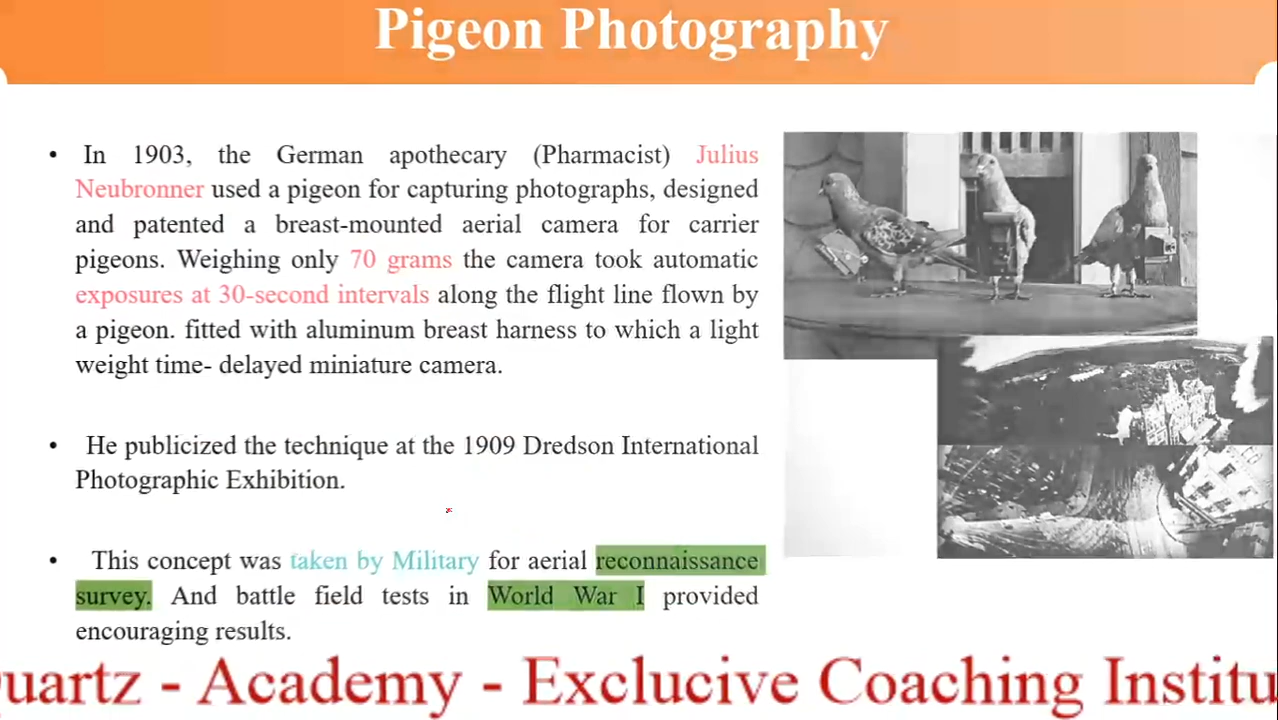 Pigeon Photography
• In 1903, the German apothecary (Pharmacist) Julius
Neubronner used a pigeon for capturing photographs, designed
and patented a breast-mounted aerial camera for carrier
pigeons. Weighing only 70 grams the camera took automatic
exposures at 30-second intervals along the flight line flown by
a pigeon. fitted with aluminum breast harness to which a light
weight time- delayed miniature camera.
• He publicized the technique at the 1909 Dredson International
Photographic Exhibition.
• This concept was taken by Military for aerial reconnaissance
survey. And battle field tests in World War I provided
encouraging results.
uartz - Academy - Exclucive Coaching Institu